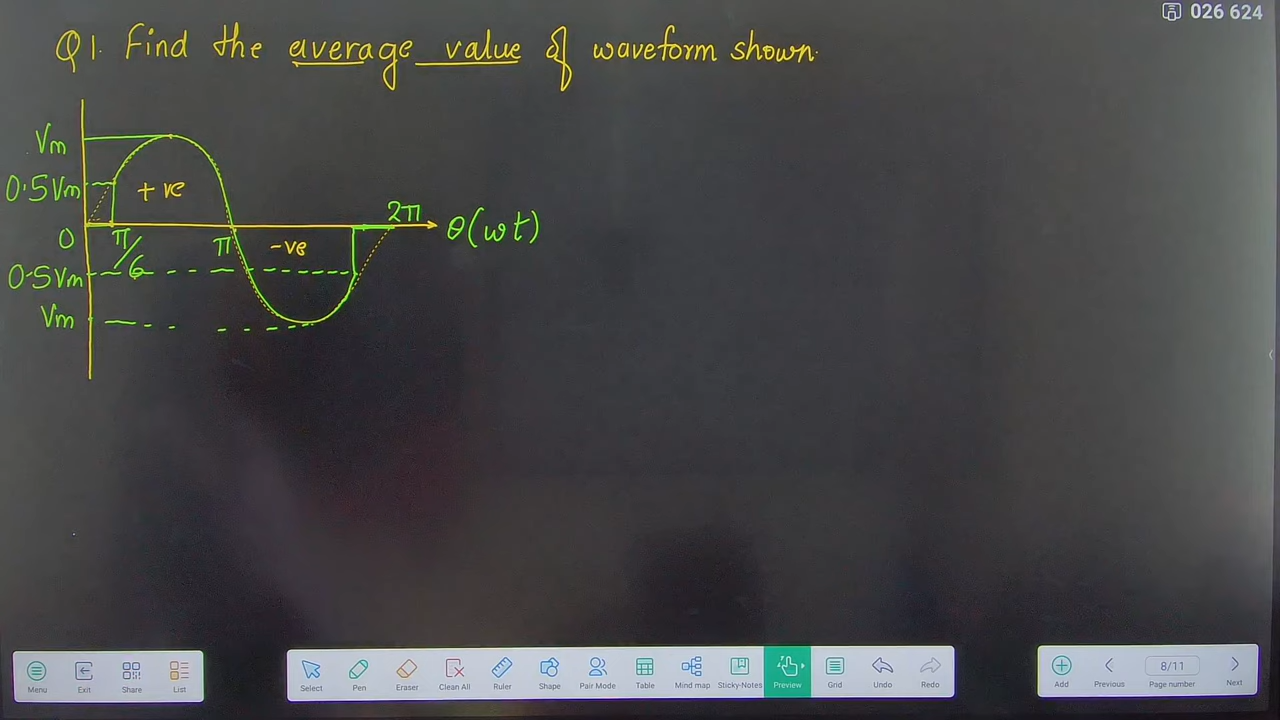 026 624
Q1. Find the average value of waveform shown.
Vm
0.5Vm
+ve
2π
θ(ωt)
0
π/6
π
-ve
0.5Vm
Vm
Menu
Exit
Share
List
Select
Pen
Eraser
Clean All
Ruler
Shape
Pair Mode
Table
Mind map
Sticky-Notes
Preview
Grid
Undo
Redo
Add
Previous
8/11
Page number
Next